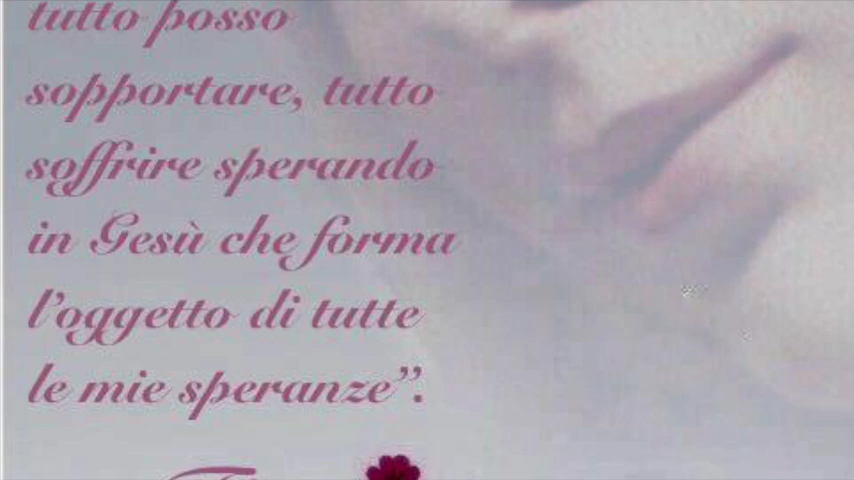 tutto posso
sopportare, tutto
soffrire sperando
in Gesù che forma
l'oggetto di tutte
le mie speranze”.